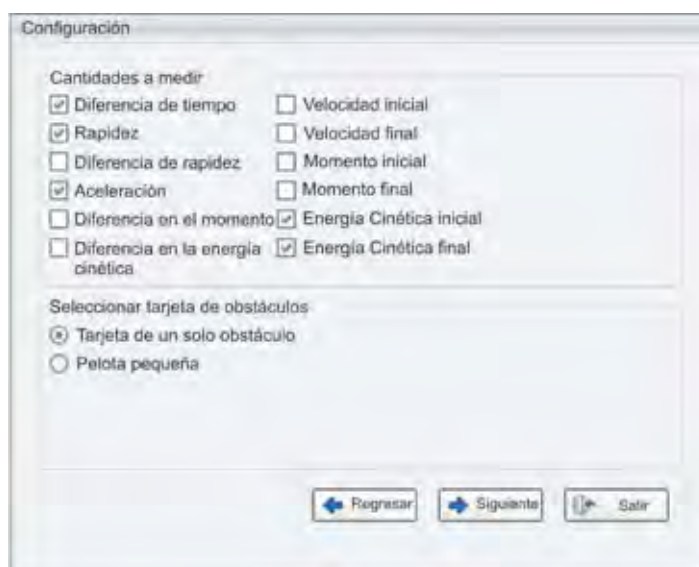 Configuración
Cantidades a medir
Diferencia de tiempo
Rapidez
Diferencia de rapidez
Aceleración
Diferencia en el momento
Diferencia en la energía
cinética
Velocidad inicial
Velocidad final
Momento inicial
Momento final
Energía Cinética inicial
Energía Cinética final
Seleccionar tarjeta de obstáculos
Tarjeta de un solo obstáculo
Pelota pequeña
Regresar
Siguiente
Salir